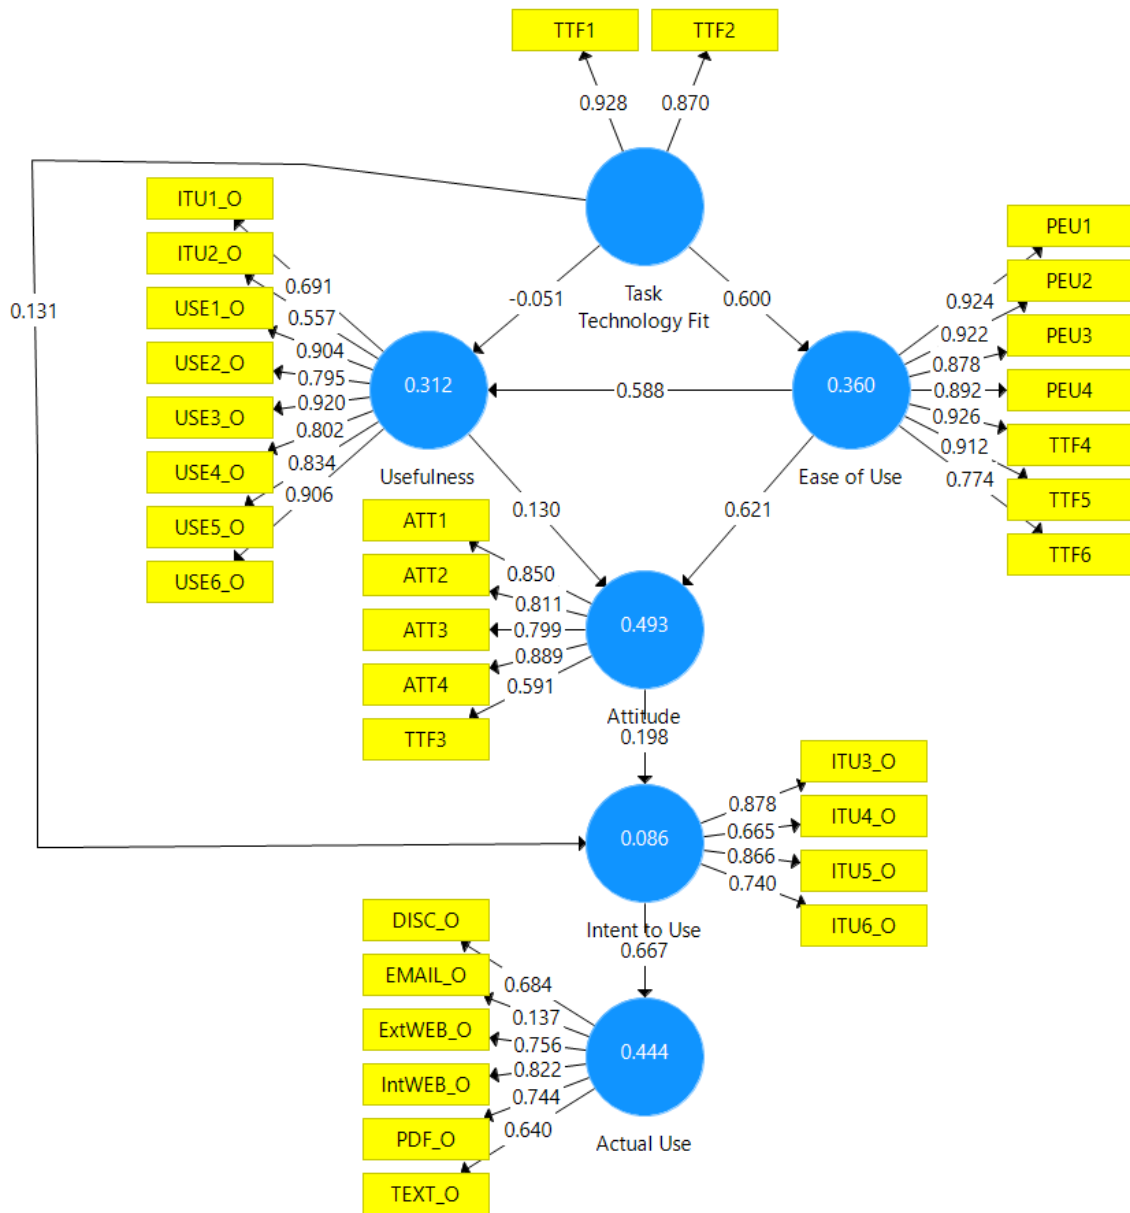 TTF1
TTF2
0.928
0.870
ITU1_O
ITU2_O
USE1_O
USE2_O
USE3_O
USE4_O
USE5_O
USE6_O
0.691
0.557
0.904
0.795
0.920
0.802
0.834
0.906
0.131
-0.051
0.600
Task
Technology Fit
PEU1
PEU2
PEU3
PEU4
TTF4
TTF5
TTF6
0.924
0.922
0.878
0.892
0.926
0.912
0.774
0.312
0.588
0.360
Usefulness
Ease of Use
0.130
0.621
ATT1
ATT2
ATT3
ATT4
TTF3
0.850
0.811
0.799
0.889
0.591
0.493
Attitude
0.198
ITU3_O
ITU4_O
ITU5_O
ITU6_O
0.878
0.665
0.866
0.740
0.086
Intent to Use
0.667
DISC_O
EMAIL_O
ExtWEB_O
IntWEB_O
PDF_O
TEXT_O
0.684
0.137
0.756
0.822
0.744
0.640
0.444
Actual Use